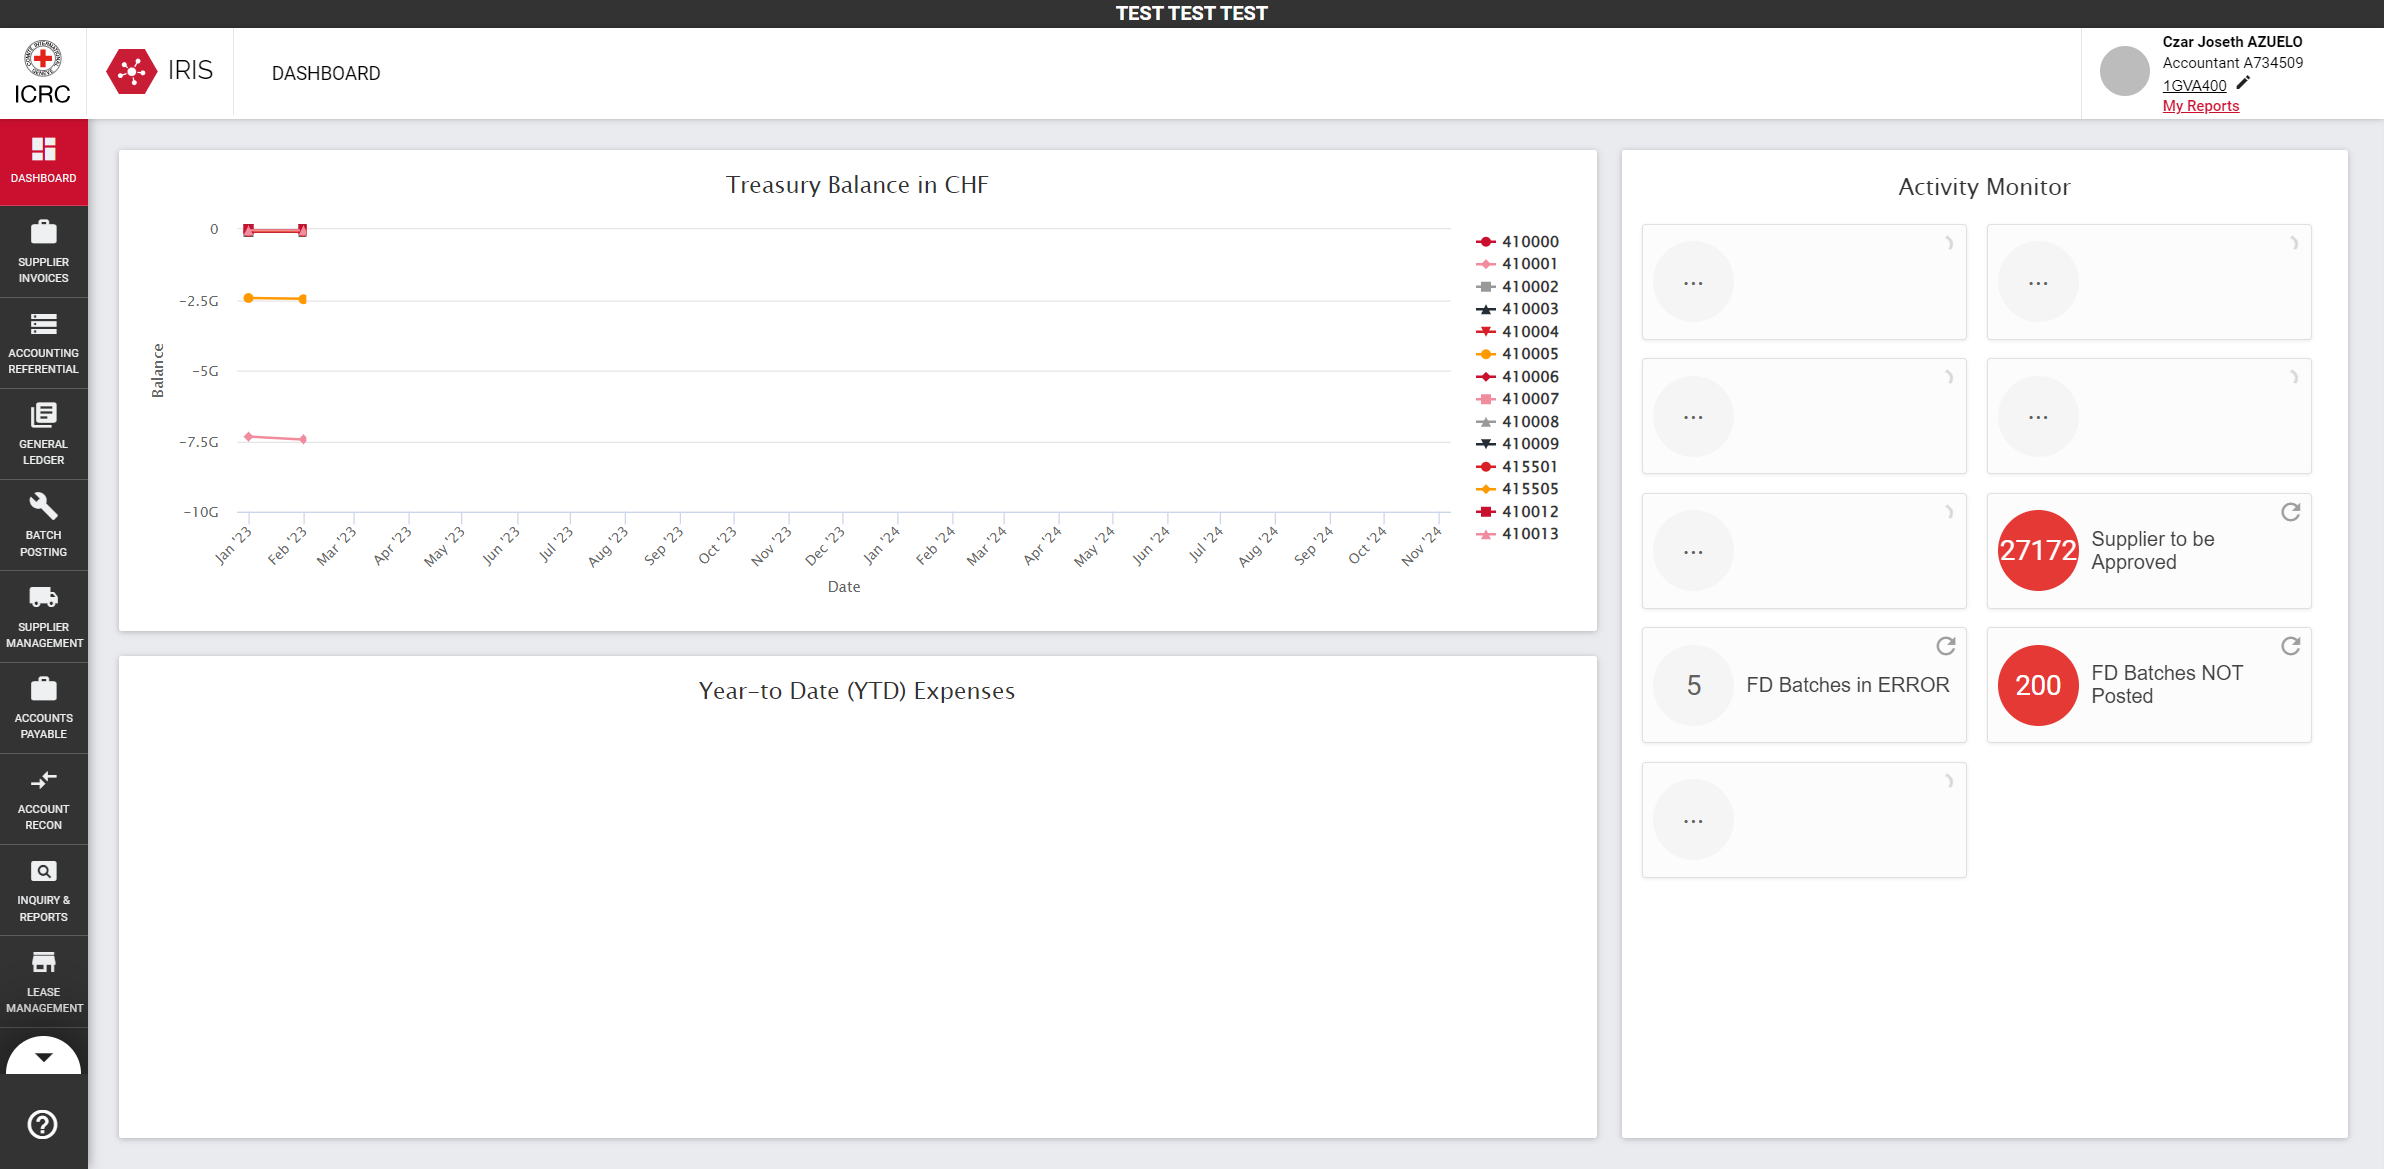 TEST TEST TEST
ICRC
IRIS
DASHBOARD
Czar Joseth AZUELO
Accountant A734509
1GVA400
My Reports
DASHBOARD
SUPPLIER
INVOICES
ACCOUNTING
REFERENTIAL
GENERAL
LEDGER
BATCH
POSTING
SUPPLIER
MANAGEMENT
ACCOUNTS
PAYABLE
ACCOUNT
RECON
INQUIRY &
REPORTS
LEASE
MANAGEMENT
Treasury Balance in CHF
Balance
0
-2.5G
-5G
-7.5G
-10G
Jan '23
Feb '23
Mar '23
Apr '23
May '23
Jun '23
Jul '23
Aug '23
Sep '23
Oct '23
Nov '23
Dec '23
Jan '24
Feb '24
Mar '24
Apr '24
May '24
Jun '24
Jul '24
Aug '24
Sep '24
Oct '24
Nov '24
Date
410000
410001
410002
410003
410004
410005
410006
410007
410008
410009
415501
415505
410012
410013
Year-to Date (YTD) Expenses
Activity Monitor
...
...
...
...
...
27172
Supplier to be
Approved
5
FD Batches in ERROR
200
FD Batches NOT
Posted
...